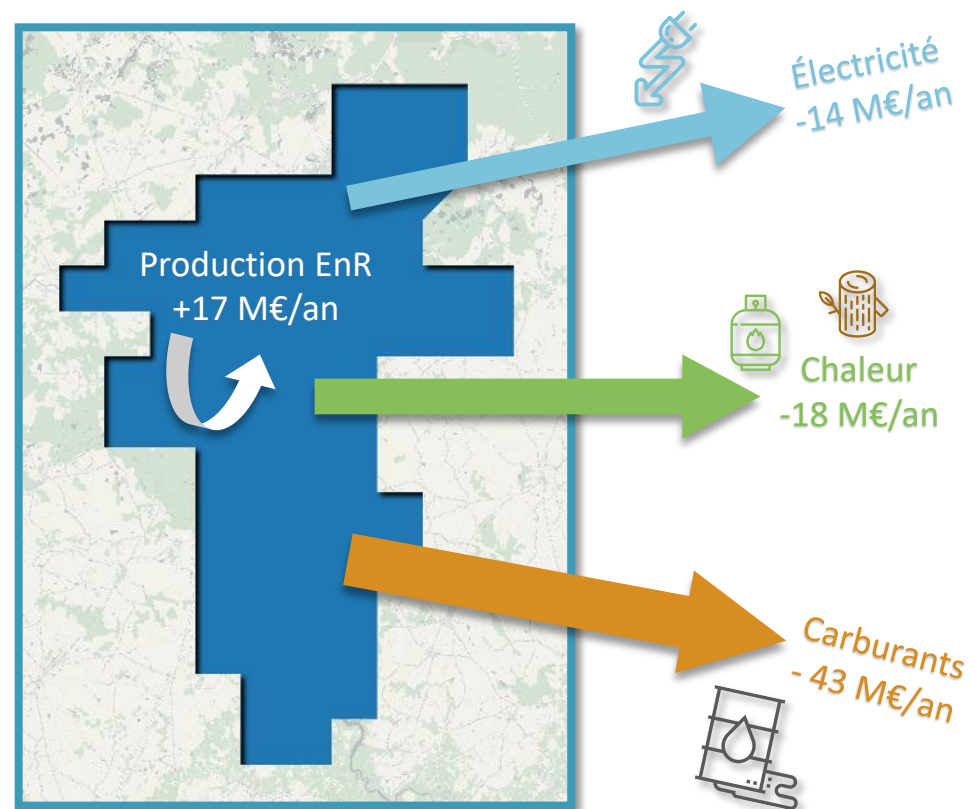 Électricité
-14 M€/an
Production EnR
+17 M€/an
Chaleur
-18 M€/an
Carburants
- 43 M€/an